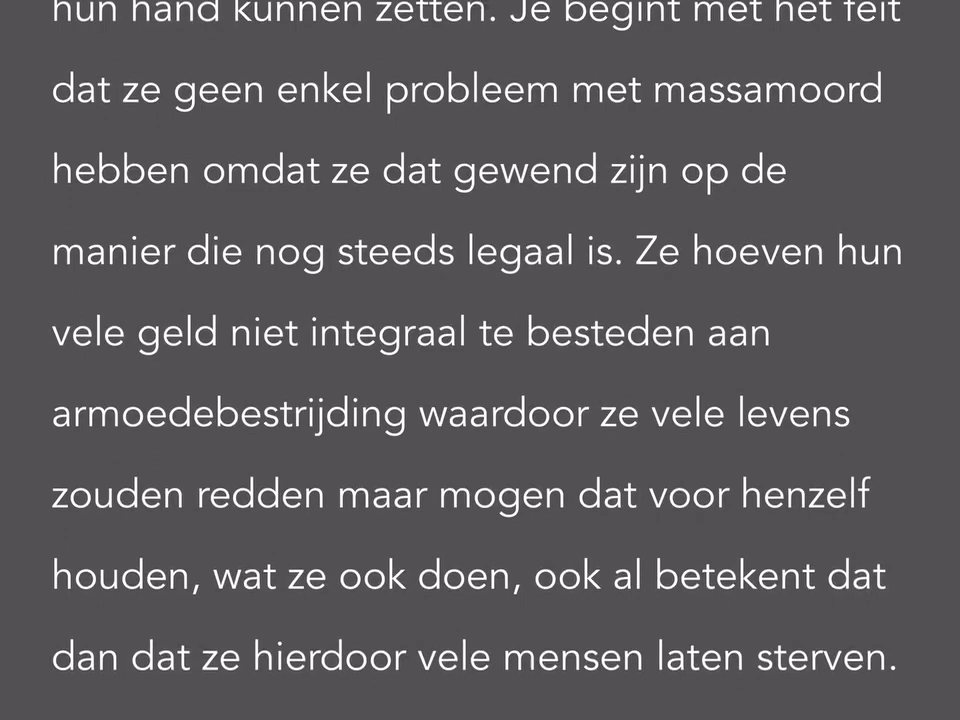 hun hand kunnen zetten. Je begint met het feit
dat ze geen enkel probleem met massamoord
hebben omdat ze dat gewend zijn op de
manier die nog steeds legaal is. Ze hoeven hun
vele geld niet integraal te besteden aan
armoedebestrijding waardoor ze vele levens
zouden redden maar mogen dat voor henzelf
houden, wat ze ook doen, ook al betekent dat
dan dat ze hierdoor vele mensen laten sterven.